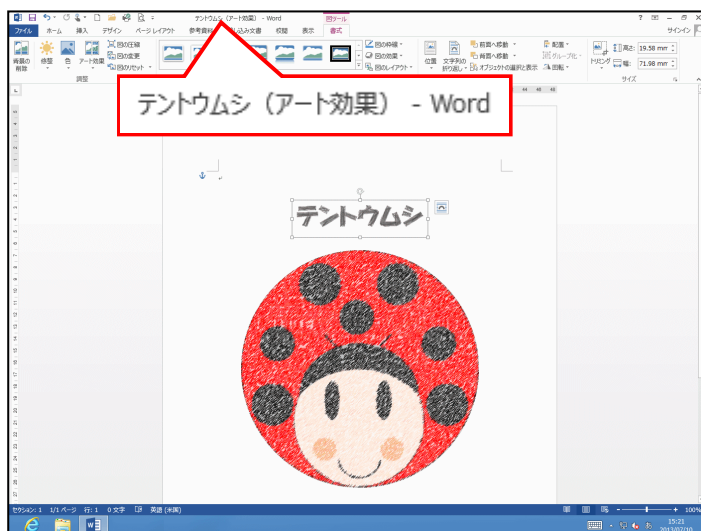 テントウムシ（アート効果） - Word
図ツール
サインイン
ファイル ホーム 挿入 デザイン ページ レイアウト 参考資料 込み文書 校閲 表示 書式
背景の削除
修整
色
アート効果
図の圧縮
図の変更
図のリセット
調整
図の枠線
図の効果
図のレイアウト
位置
文字列の折り返し
前面へ移動
背面へ移動
オブジェクトの選択と表示
配置
グループ化
回転
トリミング
高さ: 19.58 mm
幅: 71.98 mm
サイズ
テントウムシ（アート効果） - Word
テントウムシ
セクション: 1 1/1 ページ 行: 1 0 文字 英語 (米国)
100%
15:21
2013/07/10